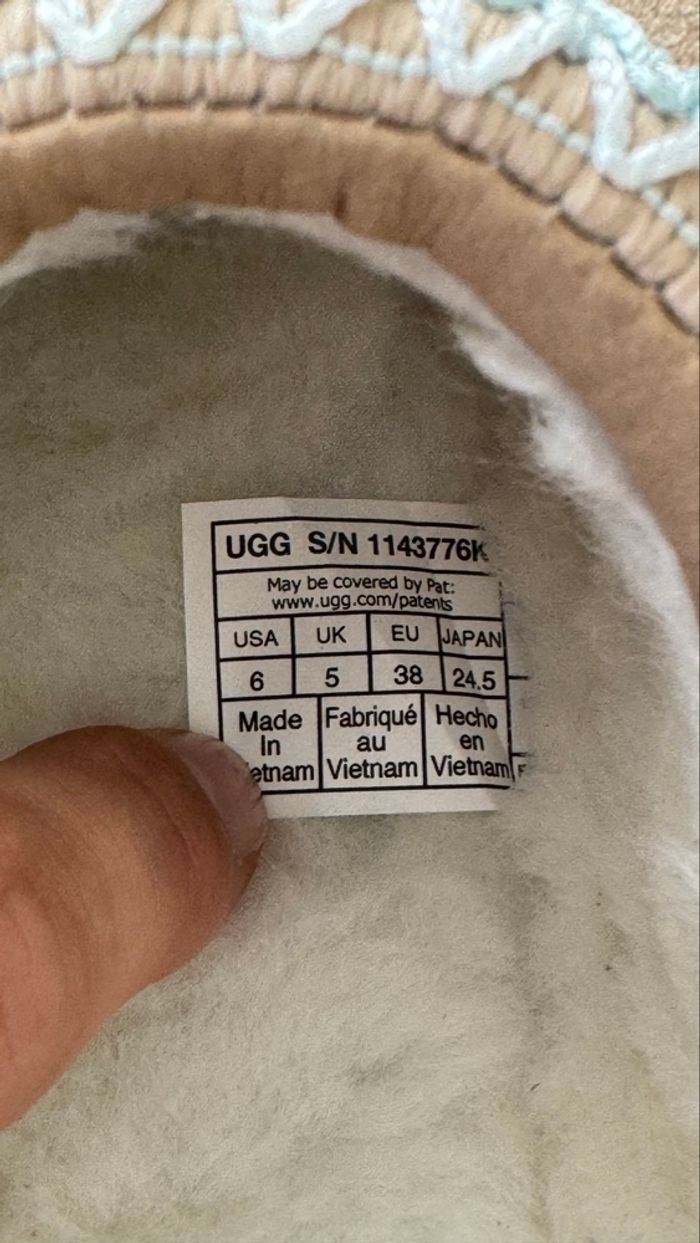 UGG S/N 1143776K
May be covered by Pat:
www.ugg.com/patents
USA UK EU JAPAN
6 5 38 24.5
Made Fabriqué Hecho
In au en
etnam Vietnam Vietnam